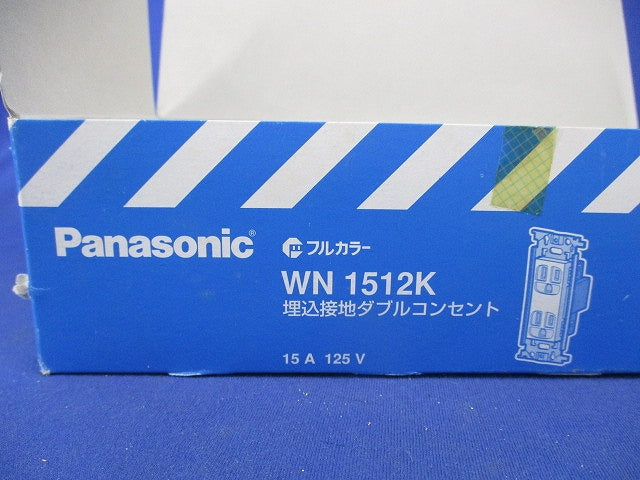 Panasonic®
フルカラー
WN 1512K
埋込接地ダブルコンセント
15 A 125 V